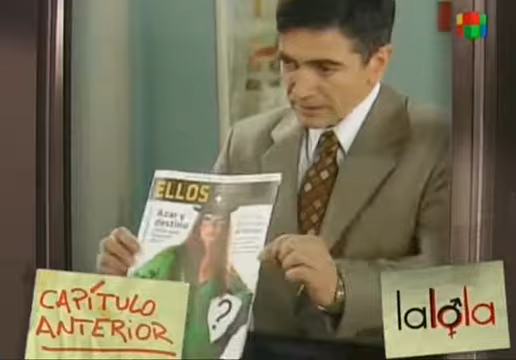 ELLOS
Azar y
destino
?
CAPÍTULO
ANTERIOR
lalola